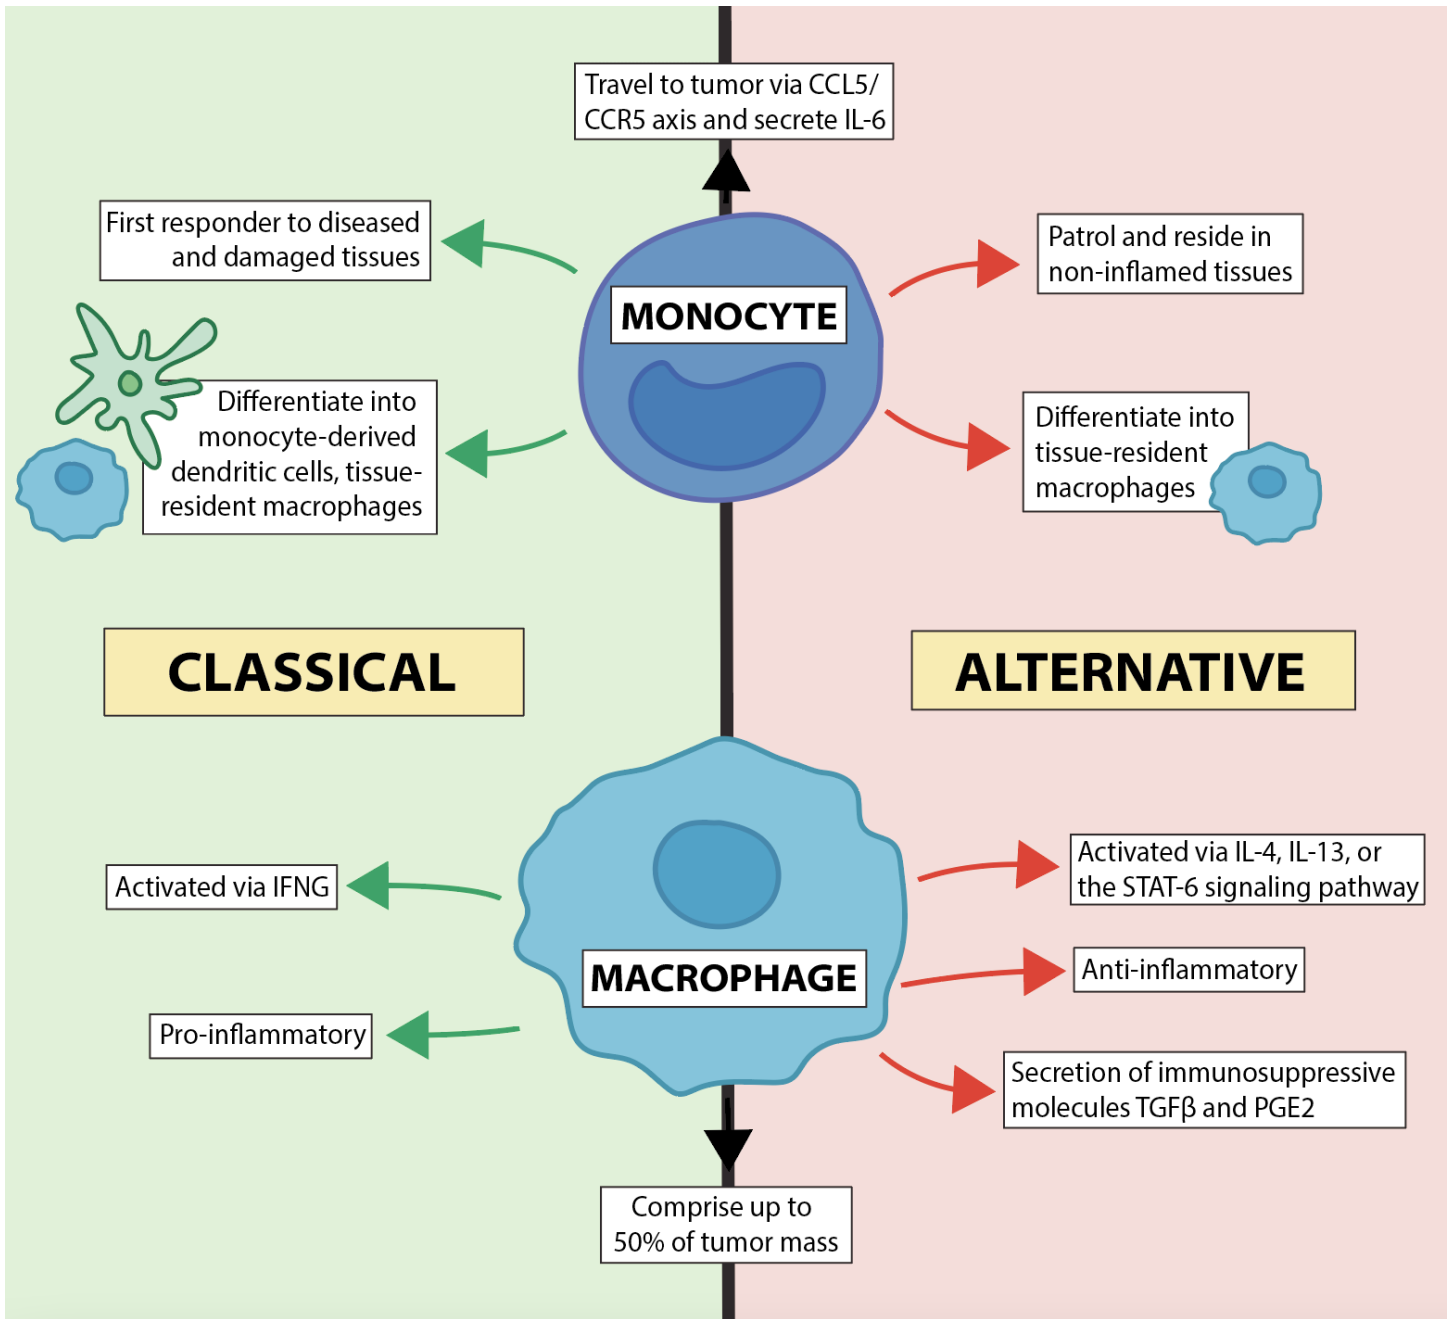 Travel to tumor via CCL5/
CCR5 axis and secrete IL-6
First responder to diseased
and damaged tissues
Patrol and reside in
non-inflamed tissues
MONOCYTE
Differentiate into
monocyte-derived
dendritic cells, tissue-
resident macrophages
Differentiate into
tissue-resident
macrophages
CLASSICAL
ALTERNATIVE
Activated via IFNG
Activated via IL-4, IL-13, or
the STAT-6 signaling pathway
MACROPHAGE
Anti-inflammatory
Pro-inflammatory
Secretion of immunosuppressive
molecules TGFβ and PGE2
Comprise up to
50% of tumor mass